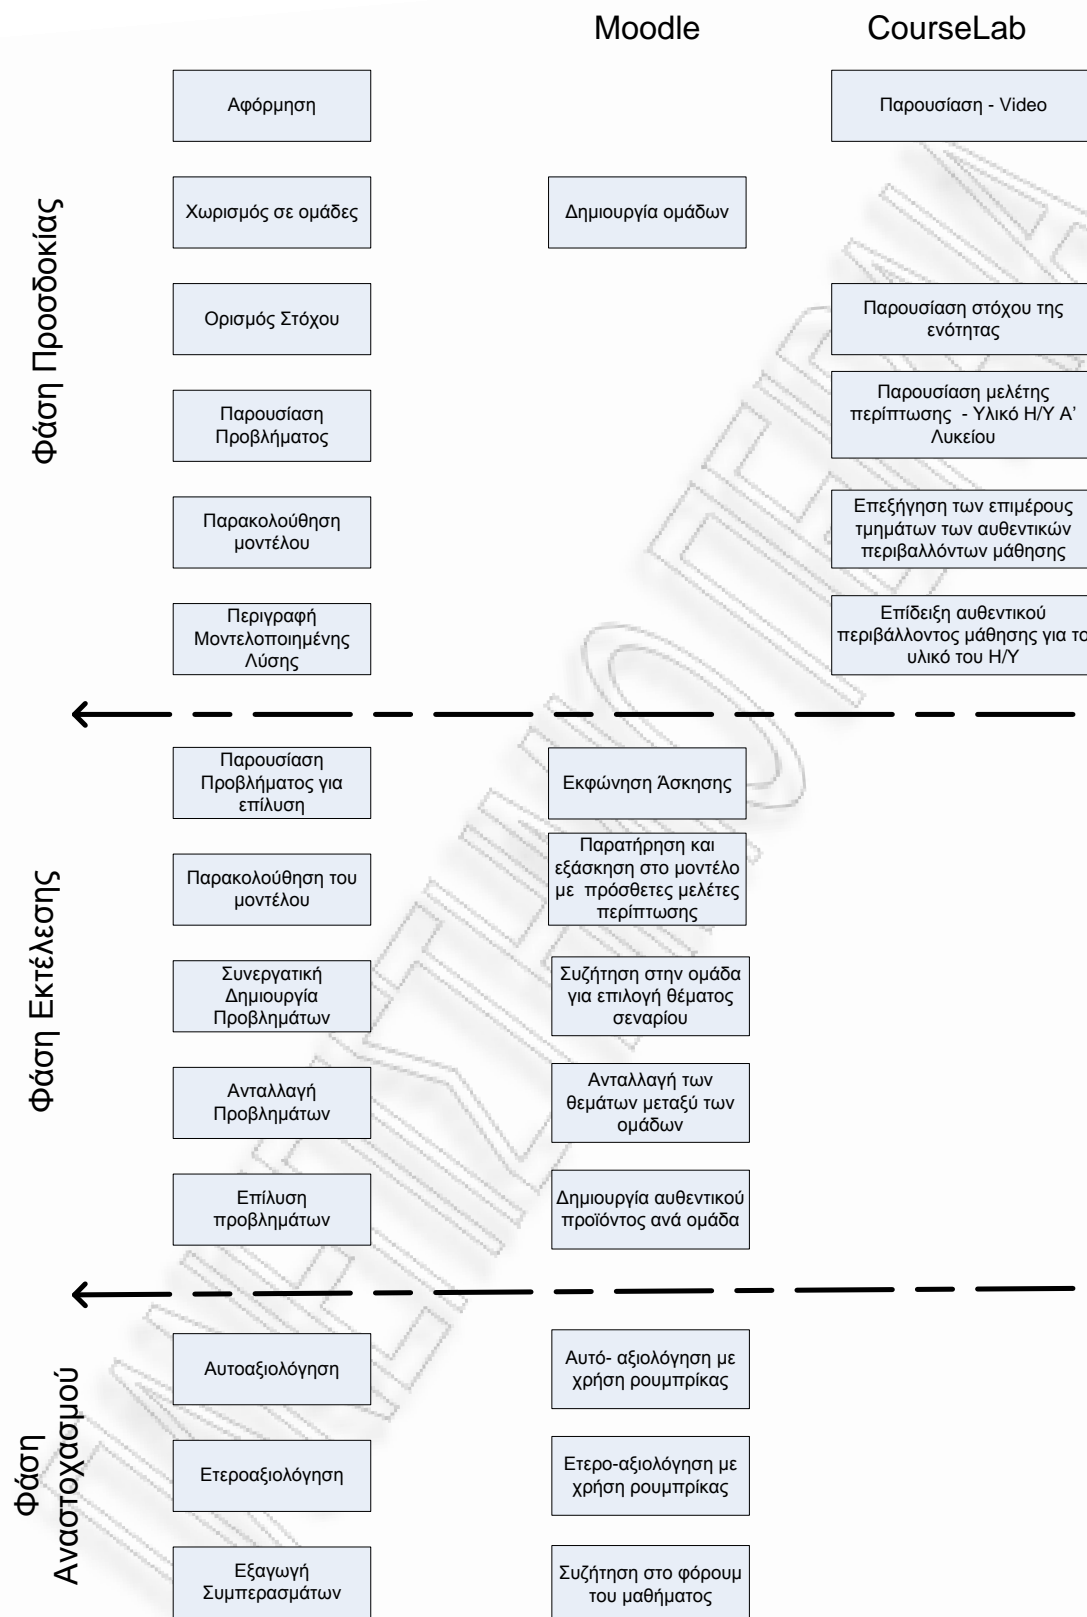 Moodle
CourseLab
Φάση Προσδοκίας
Αφόρμηση
Παρουσίαση - Video
Χωρισμός σε ομάδες
Δημιουργία ομάδων
Ορισμός Στόχου
Παρουσίαση στόχου της
ενότητας
Παρουσίαση
Προβλήματος
Παρουσίαση μελέτης
περίπτωσης - Υλικό Η/Υ Α’
Λυκείου
Παρακολούθηση
μοντέλου
Επεξήγηση των επιμέρους
τμημάτων των αυθεντικών
περιβαλλόντων μάθησης
Περιγραφή
Μοντελοποιημένης
Λύσης
Επίδειξη αυθεντικού
περιβάλλοντος μάθησης για το
υλικό του Η/Υ
Φάση Εκτέλεσης
Παρουσίαση
Προβλήματος για
επίλυση
Εκφώνηση Άσκησης
Παρακολούθηση του
μοντέλου
Παρατήρηση και
εξάσκηση στο μοντέλο
με πρόσθετες μελέτες
περίπτωσης
Συνεργατική
Δημιουργία
Προβλημάτων
Συζήτηση στην ομάδα
για επιλογή θέματος
σεναρίου
Ανταλλαγή
Προβλημάτων
Ανταλλαγή των
θεμάτων μεταξύ των
ομάδων
Επίλυση
προβλημάτων
Δημιουργία αυθεντικού
προϊόντος ανά ομάδα
Φάση
Αναστοχασμού
Αυτοαξιολόγηση
Αυτό- αξιολόγηση με
χρήση ρουμπρίκας
Ετεροαξιολόγηση
Ετερο-αξιολόγηση με
χρήση ρουμπρίκας
Εξαγωγή
Συμπερασμάτων
Συζήτηση στο φόρουμ
του μαθήματος